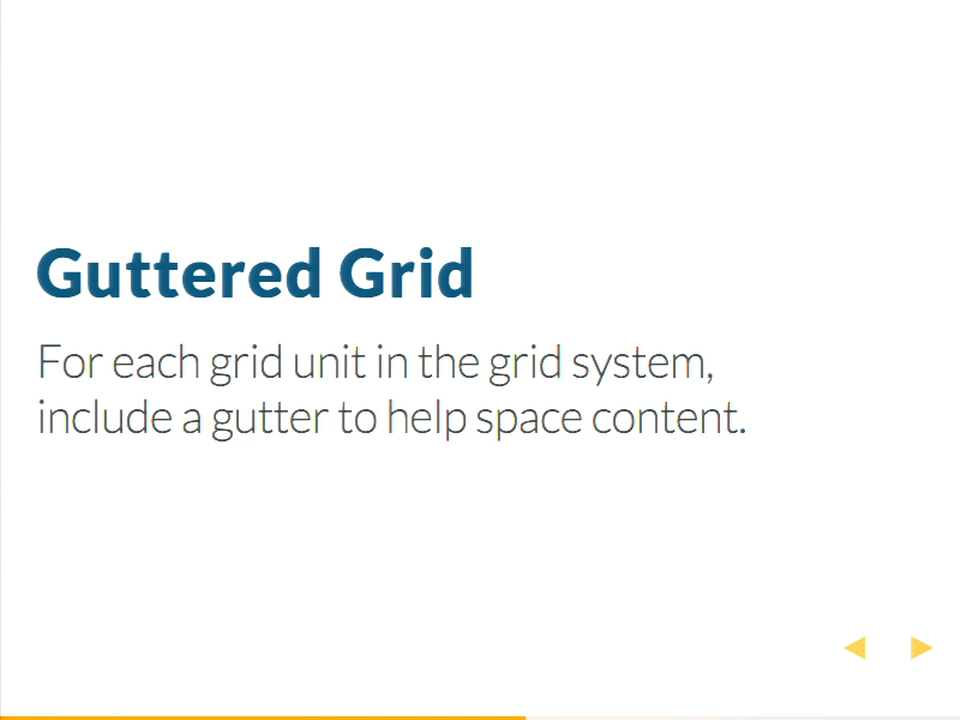 Guttered Grid
For each grid unit in the grid system,
include a gutter to help space content.